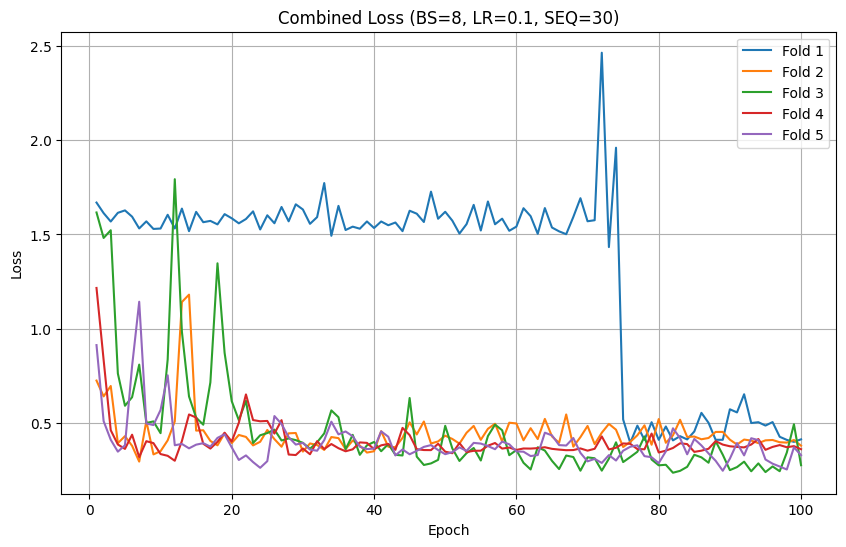 Combined Loss (BS=8, LR=0.1, SEQ=30)
2.5
2.0
1.5
1.0
0.5
Loss
Fold 1
Fold 2
Fold 3
Fold 4
Fold 5
0 20 40 60 80 100
Epoch